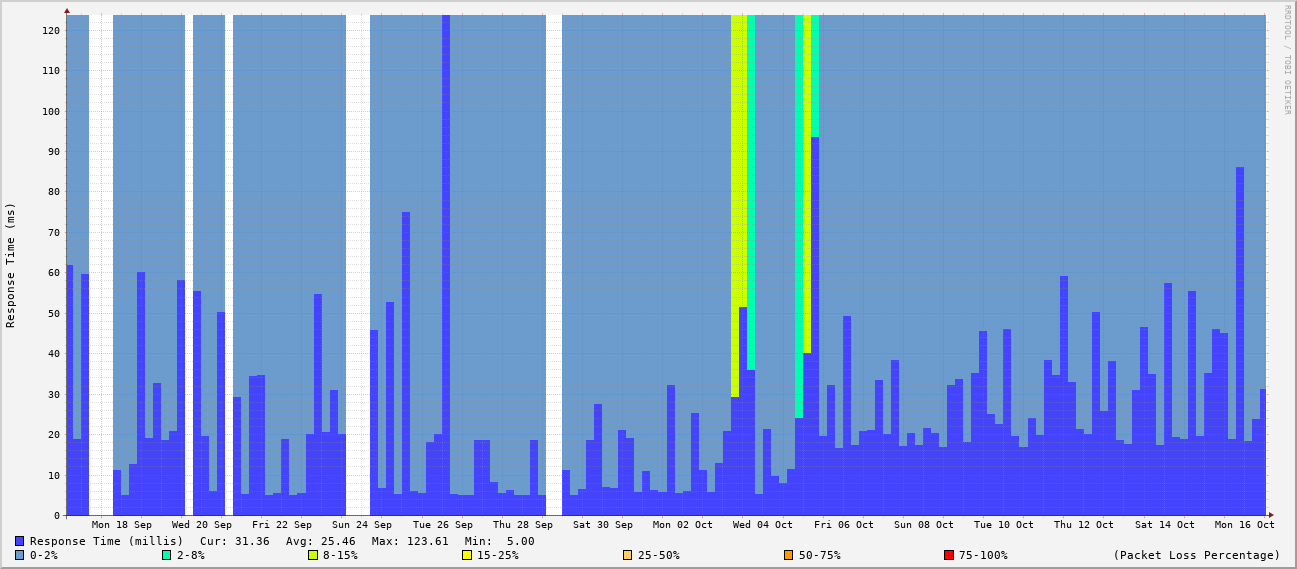 RRDTOOL / TOBI OETIKER
Response Time (ms)
120
110
100
90
80
70
60
50
40
30
20
10
0
Mon 18 Sep Wed 20 Sep Fri 22 Sep Sun 24 Sep Tue 26 Sep Thu 28 Sep Sat 30 Sep Mon 02 Oct Wed 04 Oct Fri 06 Oct Sun 08 Oct Tue 10 Oct Thu 12 Oct Sat 14 Oct Mon 16 Oct
Response Time (millis) Cur: 31.36 Avg: 25.46 Max: 123.61 Min: 5.00
0-2% 2-8% 8-15% 15-25% 25-50% 50-75% 75-100% (Packet Loss Percentage)